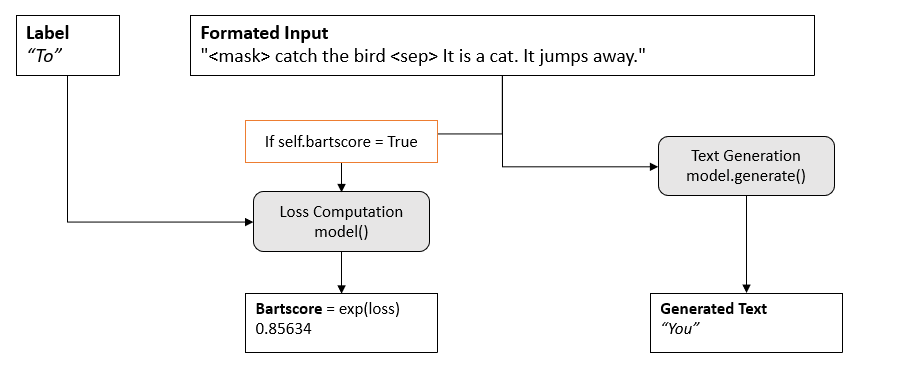 Label
"To"
Formated Input
"<mask> catch the bird <sep> It is a cat. It jumps away."
If self.bartscore = True
Text Generation
model.generate()
Loss Computation
model()
Bartscore = exp(loss)
0.85634
Generated Text
"You"